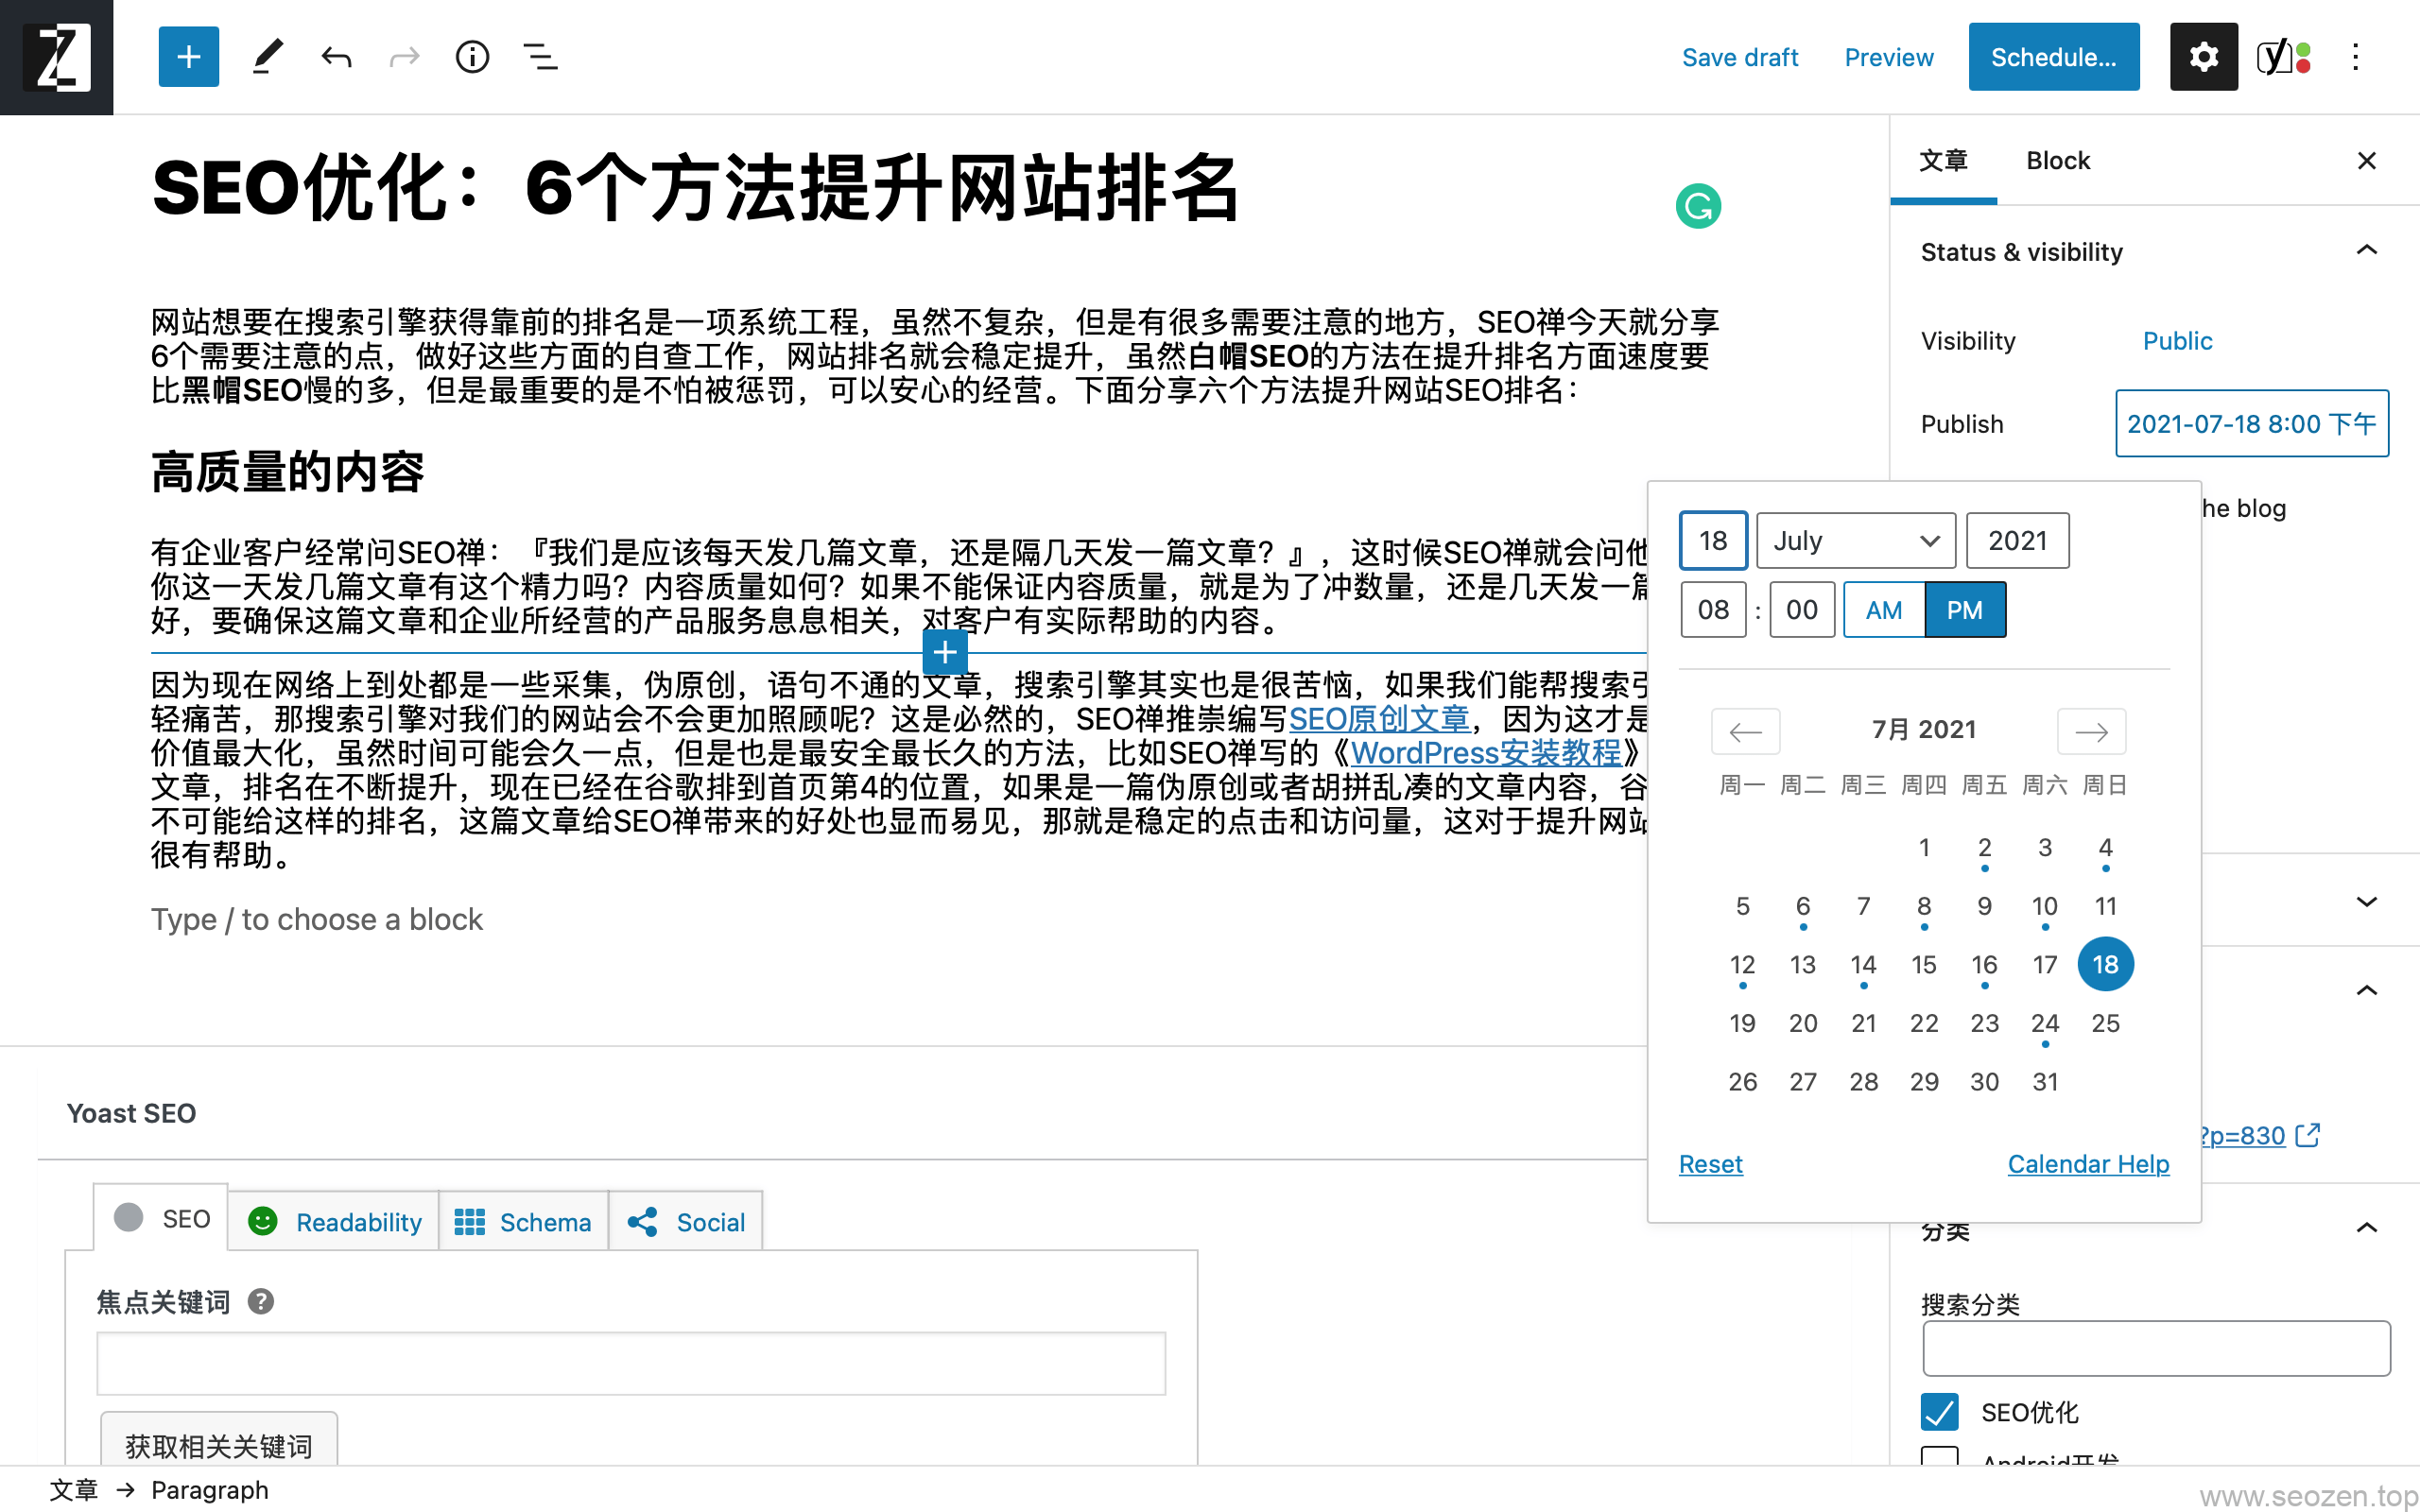 Save draft Preview Schedule...
文章 Block
SEO优化：6个方法提升网站排名
Status & visibility
网站想要在搜索引擎获得靠前的排名是一项系统工程，虽然不复杂，但是有很多需要注意的地方，SEO禅今天就分享
6个需要注意的点，做好这些方面的自查工作，网站排名就会稳定提升，虽然白帽SEO的方法在提升排名方面速度要
比黑帽SEO慢的多，但是最重要的是不怕被惩罚，可以安心的经营。下面分享六个方法提升网站SEO排名：
Visibility Public
Publish 2021-07-18 8:00 下午
he blog
高质量的内容
有企业客户经常问SEO禅：『我们是应该每天发几篇文章，还是隔几天发一篇文章？』，这时候SEO禅就会问他
你这一天发几篇文章有这个精力吗？内容质量如何？如果不能保证内容质量，就是为了冲数量，还是几天发一篇
好，要确保这篇文章和企业所经营的产品服务息息相关，对客户有实际帮助的内容。
因为现在网络上到处都是一些采集，伪原创，语句不通的文章，搜索引擎其实也是很苦恼，如果我们能帮搜索引
轻痛苦，那搜索引擎对我们的网站会不会更加照顾呢？这是必然的，SEO禅推崇编写SEO原创文章，因为这才是
价值最大化，虽然时间可能会久一点，但是也是最安全最长久的方法，比如SEO禅写的《WordPress安装教程》
文章，排名在不断提升，现在已经在谷歌排到首页第4的位置，如果是一篇伪原创或者胡拼乱凑的文章内容，谷
不可能给这样的排名，这篇文章给SEO禅带来的好处也显而易见，那就是稳定的点击和访问量，这对于提升网站
很有帮助。
Type / to choose a block
18 July 2021
08 : 00 AM PM
7月 2021
周一 周二 周三 周四 周五 周六 周日
1 2 3 4
5 6 7 8 9 10 11
12 13 14 15 16 17 18
19 20 21 22 23 24 25
26 27 28 29 30 31
Reset Calendar Help
?p=830
Yoast SEO
SEO Readability Schema Social
焦点关键词 ?
获取相关关键词
分类
搜索分类
SEO优化
Android开发
文章 → Paragraph
www.seozen.top